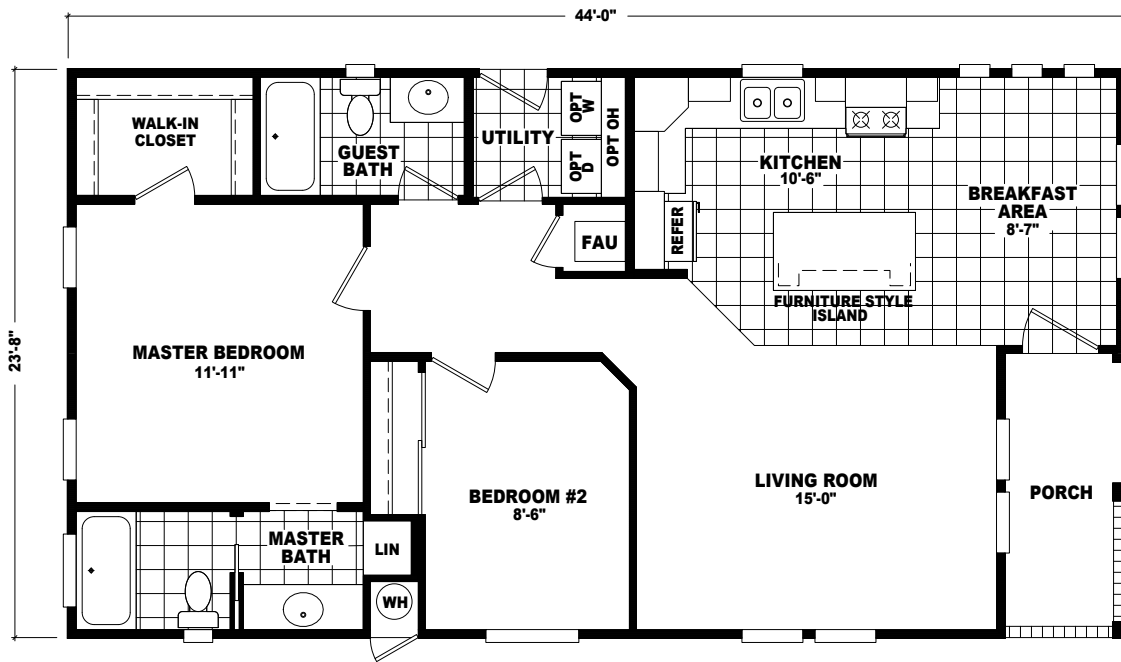 44'-0"
23'-8"
WALK-IN
CLOSET
GUEST
BATH
UTILITY
OPT
W
OPT
D
OPT OH
KITCHEN
10'-6"
BREAKFAST
AREA
8'-7"
REFER
FAU
FURNITURE STYLE
ISLAND
MASTER BEDROOM
11'-11"
LIVING ROOM
15'-0"
PORCH
BEDROOM #2
8'-6"
MASTER
BATH
LIN
WH